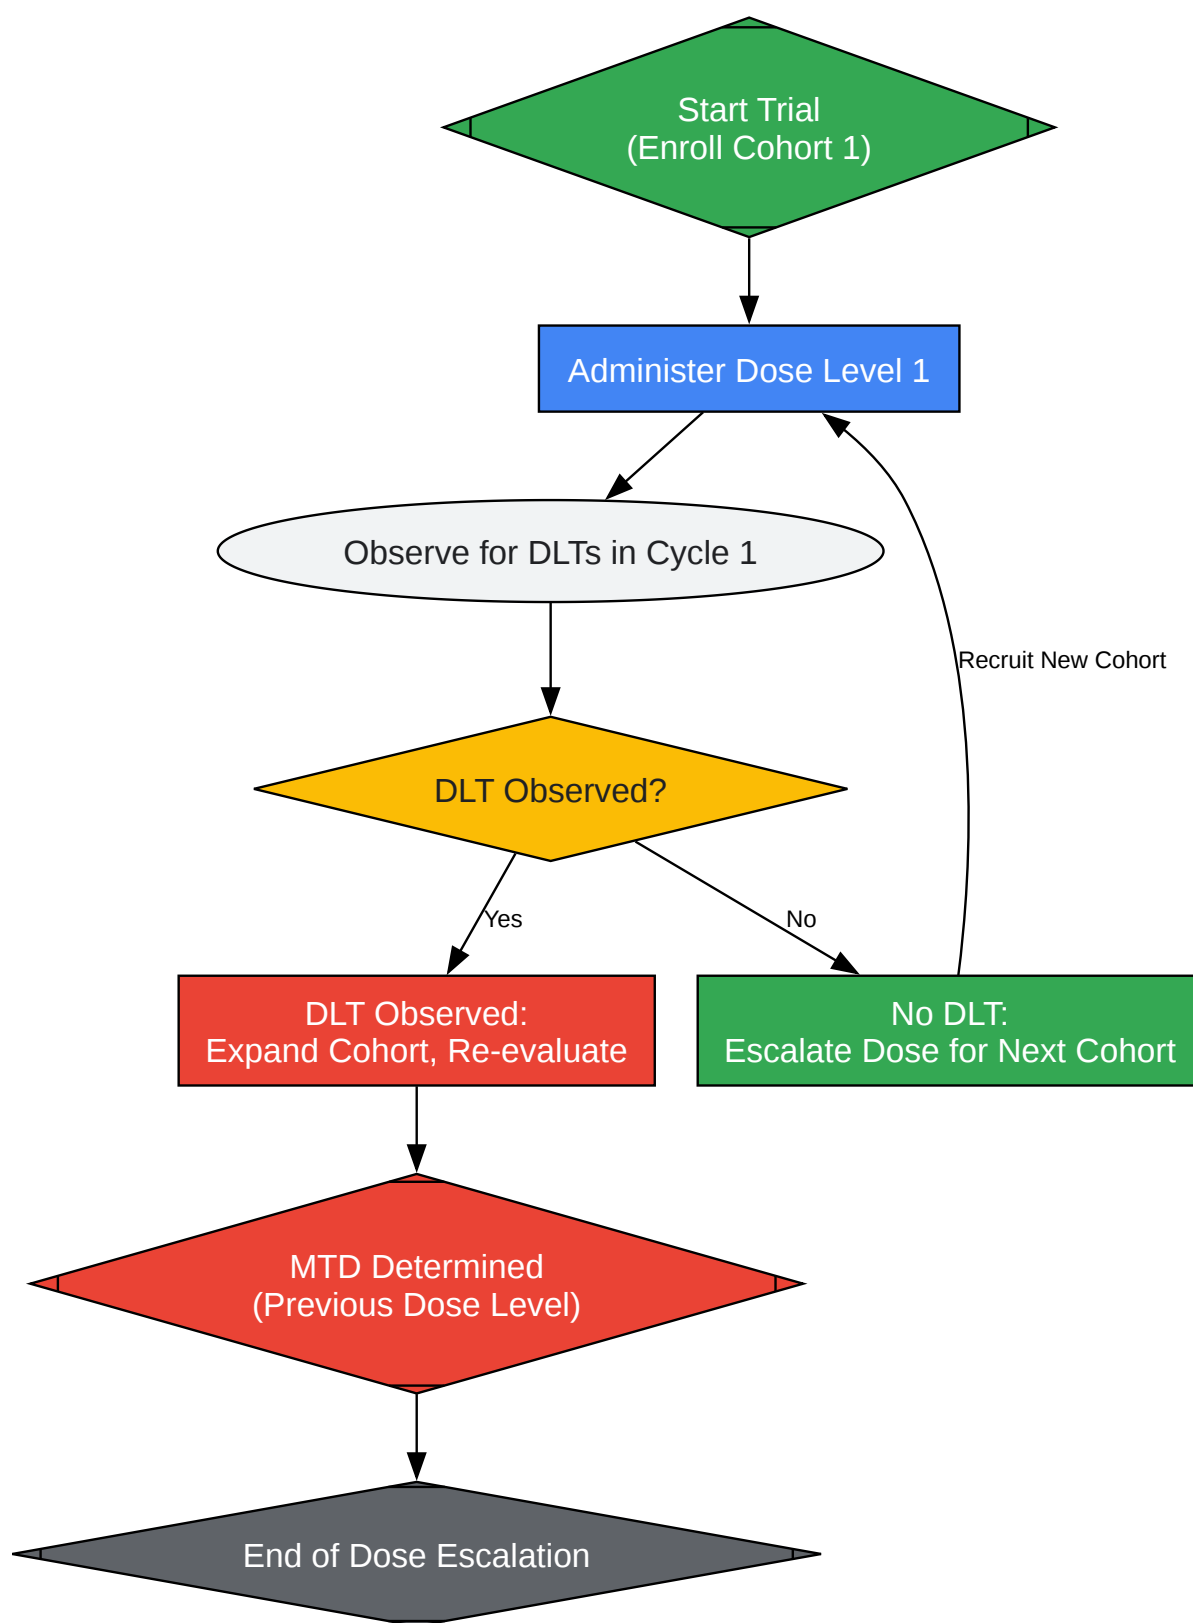 Start Trial
(Enroll Cohort 1)
Administer Dose Level 1
Observe for DLTs in Cycle 1
Recruit New Cohort
DLT Observed?
Yes
No
DLT Observed:
Expand Cohort, Re-evaluate
No DLT:
Escalate Dose for Next Cohort
MTD Determined
(Previous Dose Level)
End of Dose Escalation